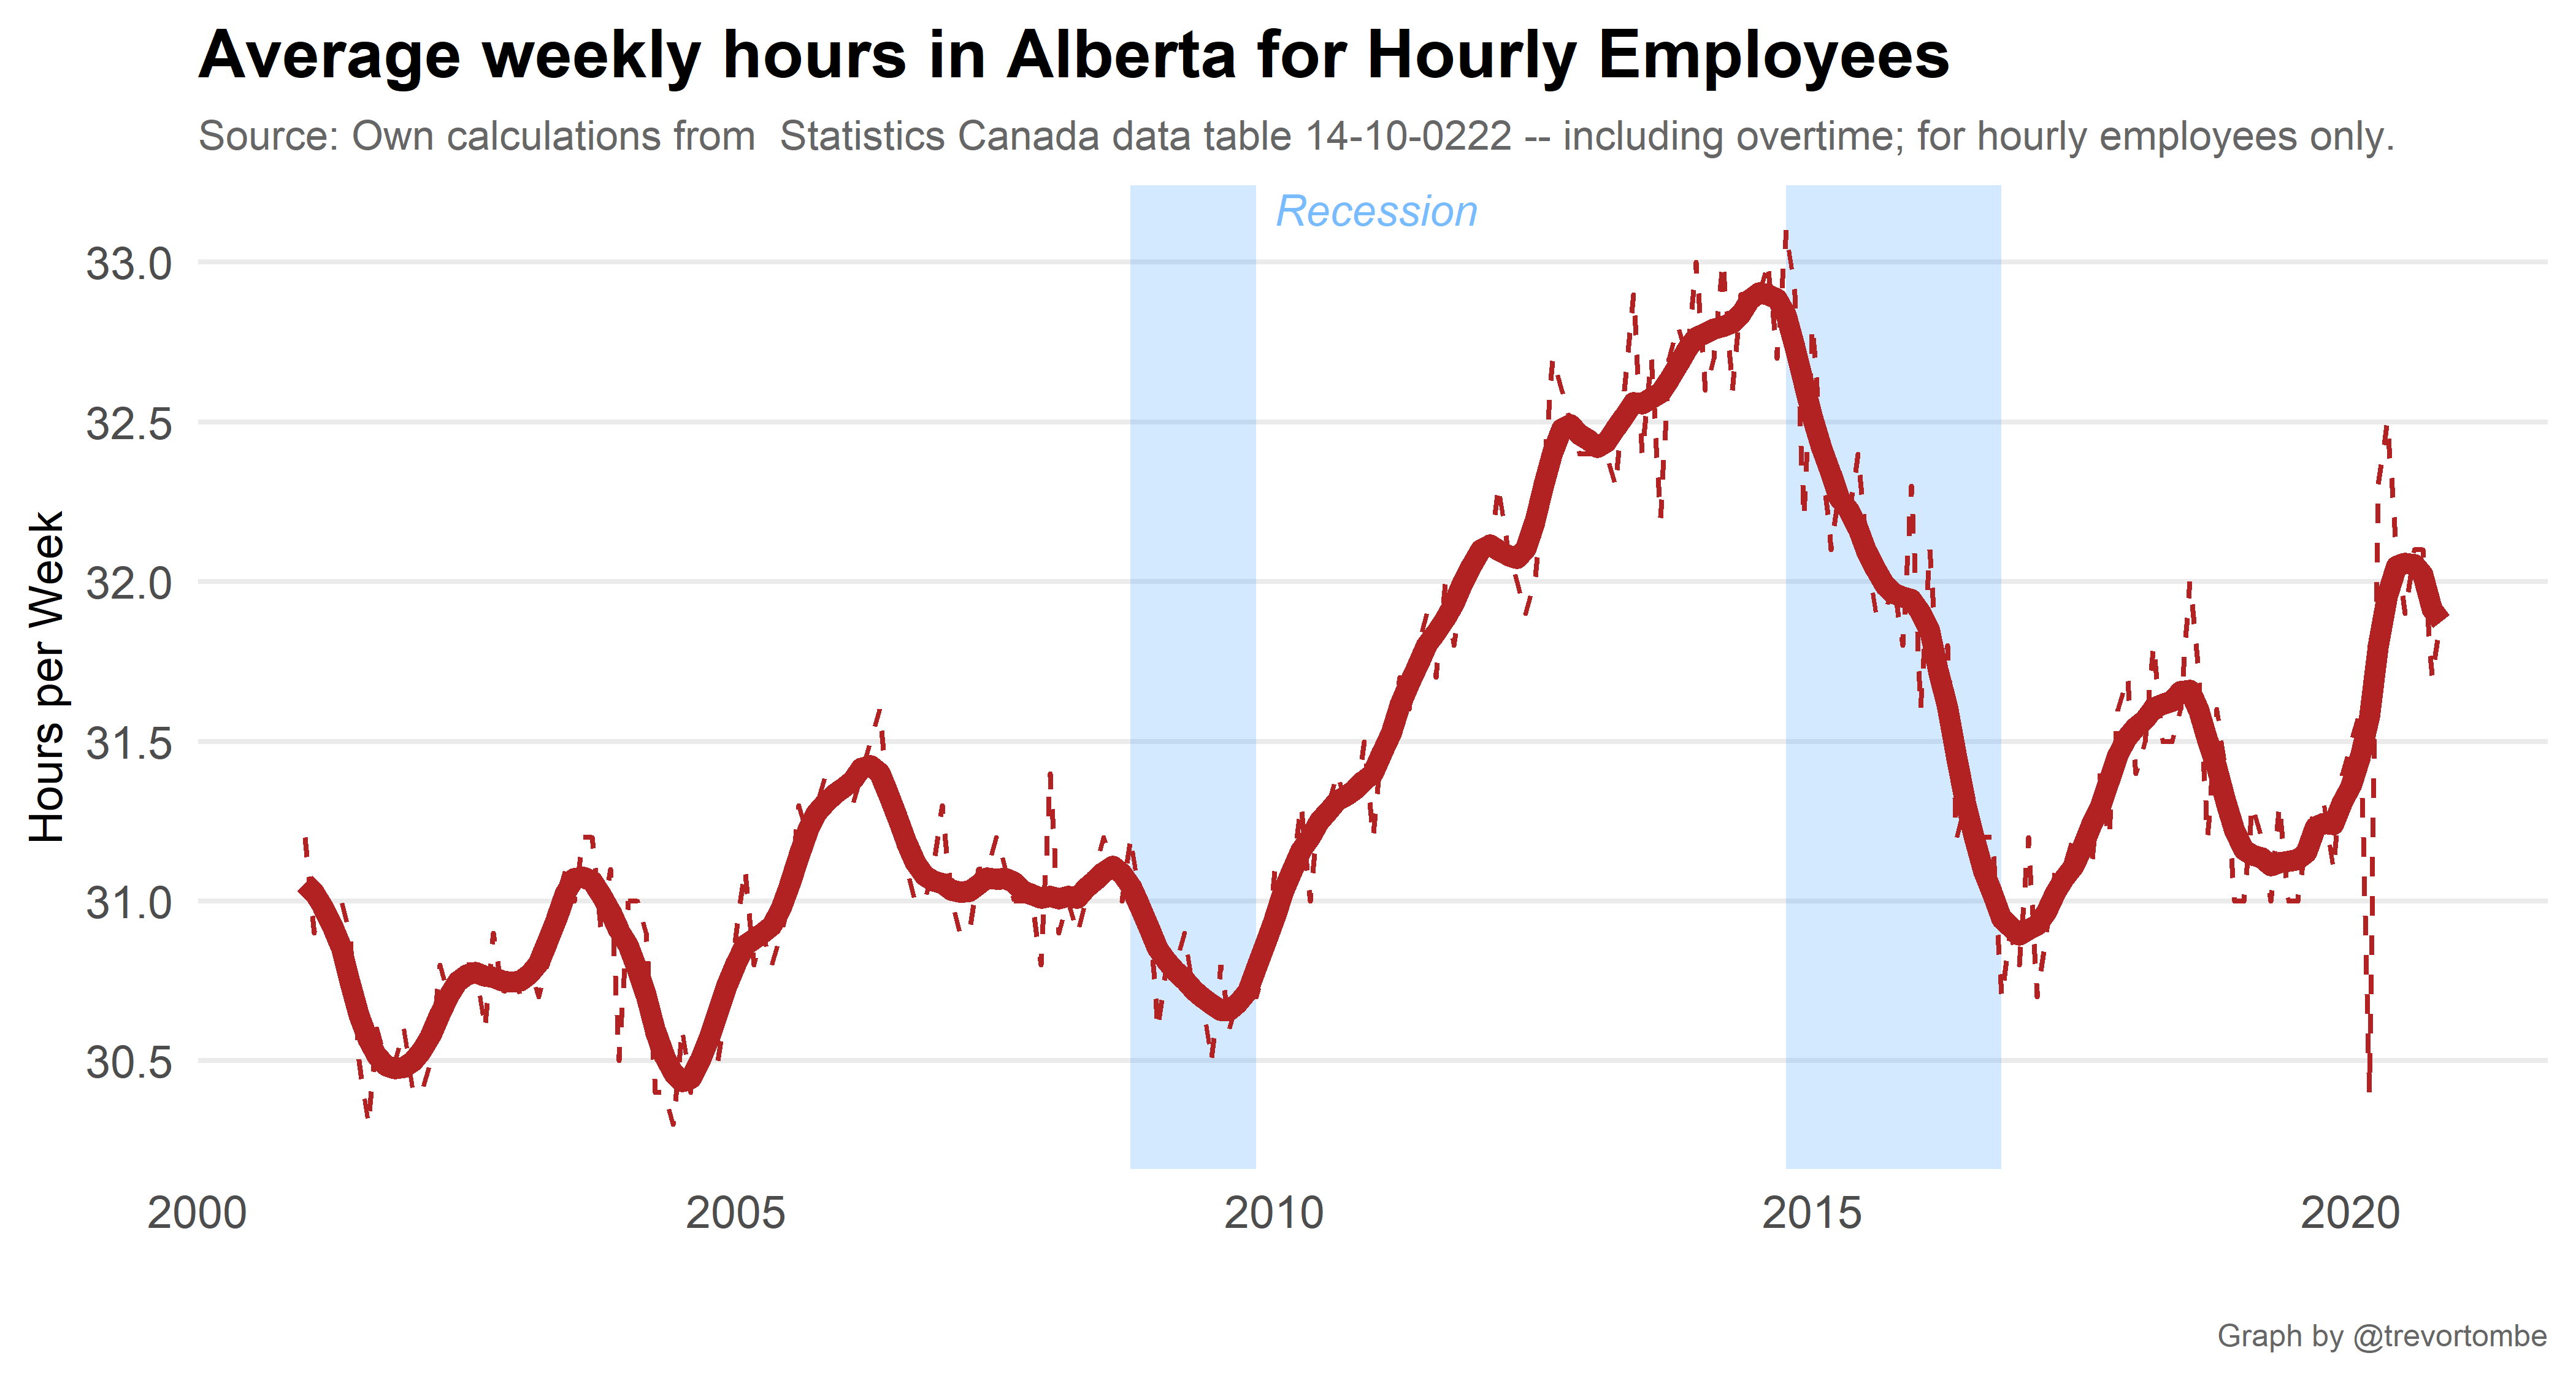 Average weekly hours in Alberta for Hourly Employees
Source: Own calculations from  Statistics Canada data table 14-10-0222 -- including overtime; for hourly employees only.
Recession
33.0
32.5
32.0
31.5
31.0
30.5
Hours per Week
2000 2005 2010 2015 2020
Graph by @trevortombe